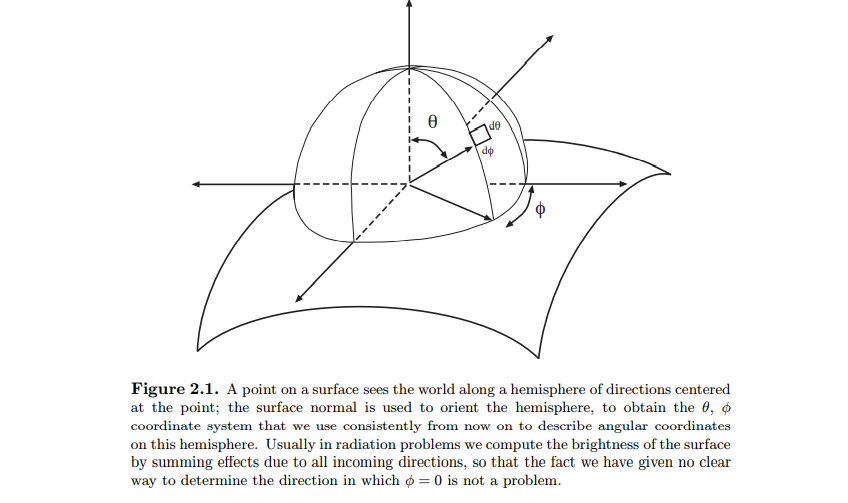 θ
dθ
dϕ
ϕ
Figure 2.1. A point on a surface sees the world along a hemisphere of directions centered
at the point; the surface normal is used to orient the hemisphere, to obtain the θ, ϕ
coordinate system that we use consistently from now on to describe angular coordinates
on this hemisphere. Usually in radiation problems we compute the brightness of the surface
by summing effects due to all incoming directions, so that the fact we have given no clear
way to determine the direction in which ϕ = 0 is not a problem.